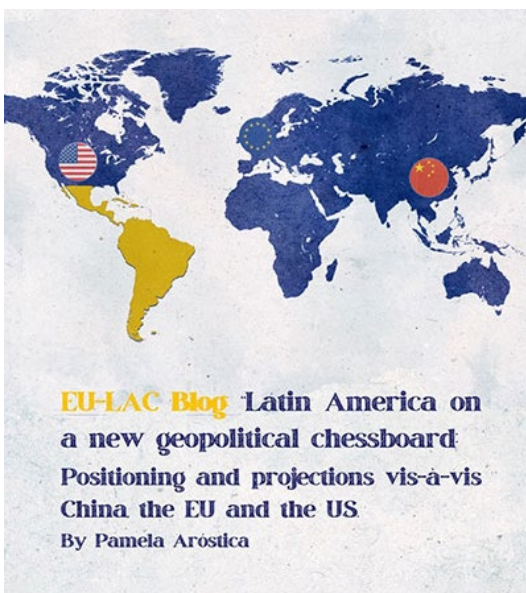 EU-LAC Blog Latin America on
a new geopolitical chessboard:
Positioning and projections vis-à-vis
China, the EU and the US.
By Pamela Aróstica